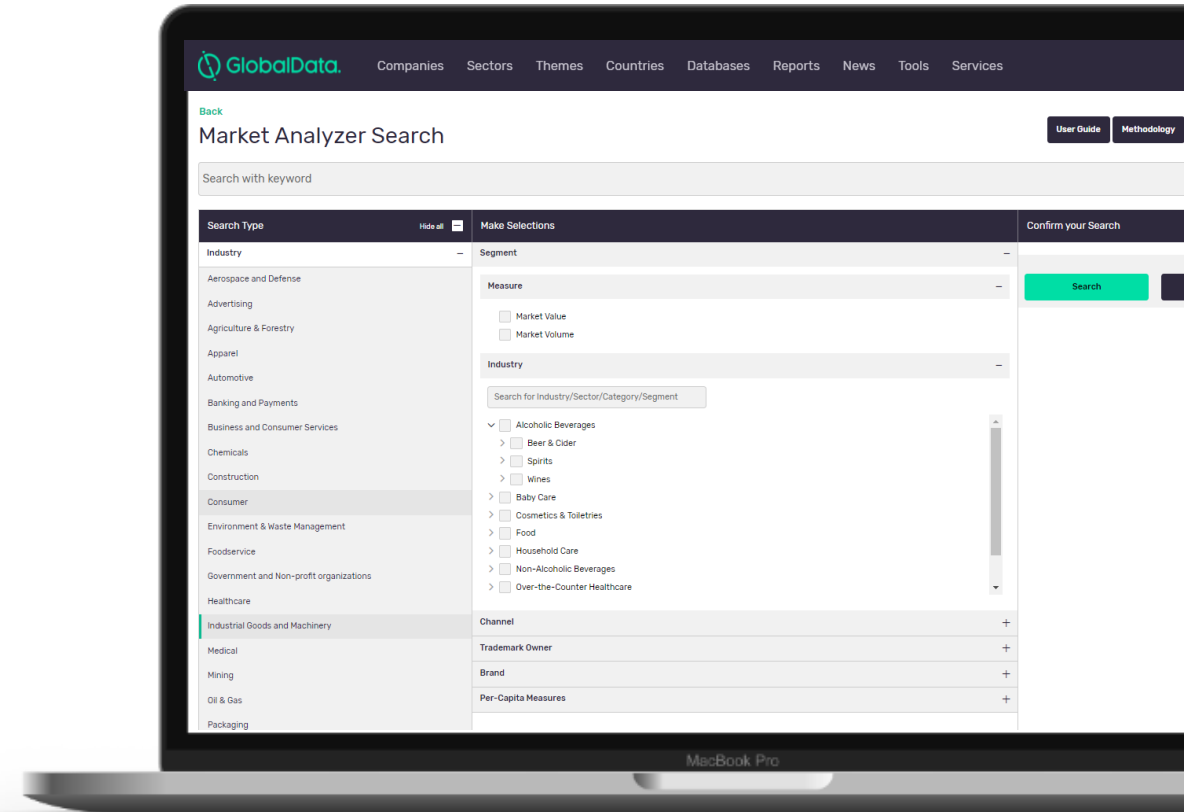 GlobalData.
Companies Sectors Themes Countries Databases Reports News Tools Services
Back
Market Analyzer Search
User Guide Methodology
Search with keyword
Search Type Hide all
Make Selections
Confirm your Search
Industry
Aerospace and Defense
Advertising
Agriculture & Forestry
Apparel
Automotive
Banking and Payments
Business and Consumer Services
Chemicals
Construction
Consumer
Environment & Waste Management
Foodservice
Government and Non-profit organizations
Healthcare
Industrial Goods and Machinery
Medical
Mining
Oil & Gas
Packaging
Segment
Measure
Market Value
Market Volume
Industry
Search for Industry/Sector/Category/Segment
Alcoholic Beverages
Beer & Cider
Spirits
Wines
Baby Care
Cosmetics & Toiletries
Food
Household Care
Non-Alcoholic Beverages
Over-the-Counter Healthcare
Channel
Trademark Owner
Brand
Per-Capita Measures
Search
MacBook Pro